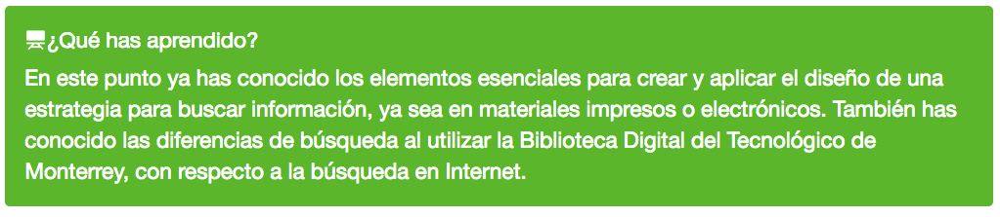 ¿Qué has aprendido?
En este punto ya has conocido los elementos esenciales para crear y aplicar el diseño de una
estrategia para buscar información, ya sea en materiales impresos o electrónicos. También has
conocido las diferencias de búsqueda al utilizar la Biblioteca Digital del Tecnológico de
Monterrey, con respecto a la búsqueda en Internet.